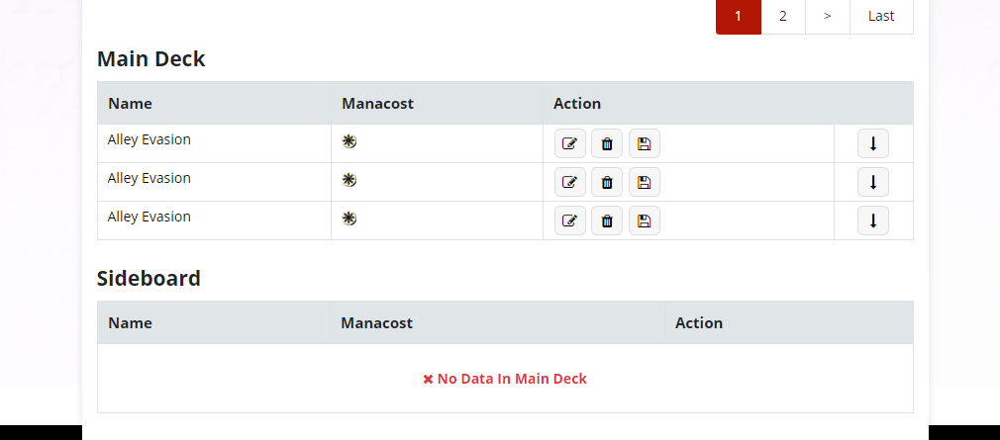 1 2 > Last
Main Deck
Name Manacost Action
Alley Evasion
Alley Evasion
Alley Evasion
Sideboard
Name Manacost Action
No Data In Main Deck